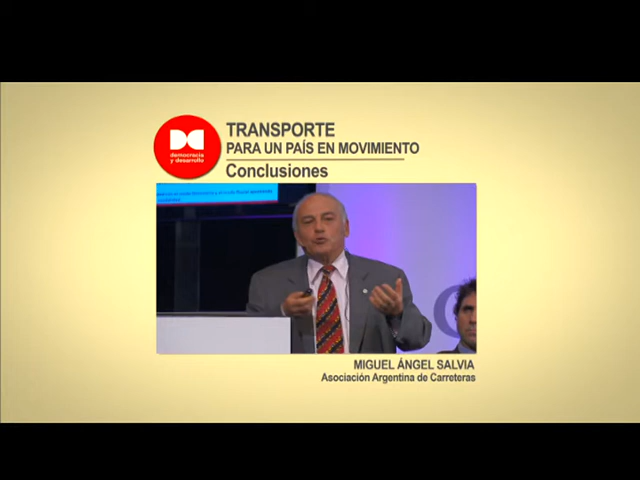 democracia
y desarrollo
TRANSPORTE
PARA UN PAÍS EN MOVIMIENTO
Conclusiones
MIGUEL ÁNGEL SALVIA
Asociación Argentina de Carreteras